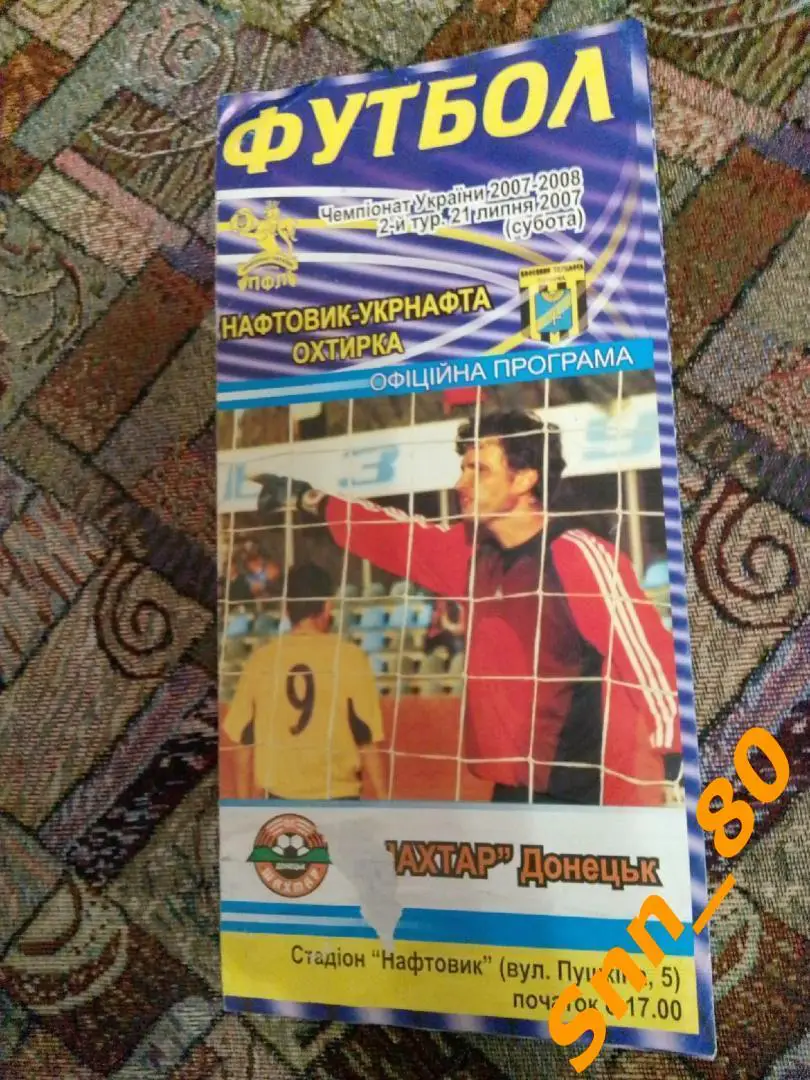 ФУТБОЛ
Чемпіонат України 2007-2008
2-й тур. 21 липня 2007
(субота)
ПФЛ
НАФТОВИК-УКРНАФТА
ОХТИРКА
ОФІЦІЙНА ПРОГРАМА
9
ШАХТАР
АХТАР" Донецьк
Стадіон "Нафтовик" (вул. Пушкіна, 5)
початок о 17.00
snn_80